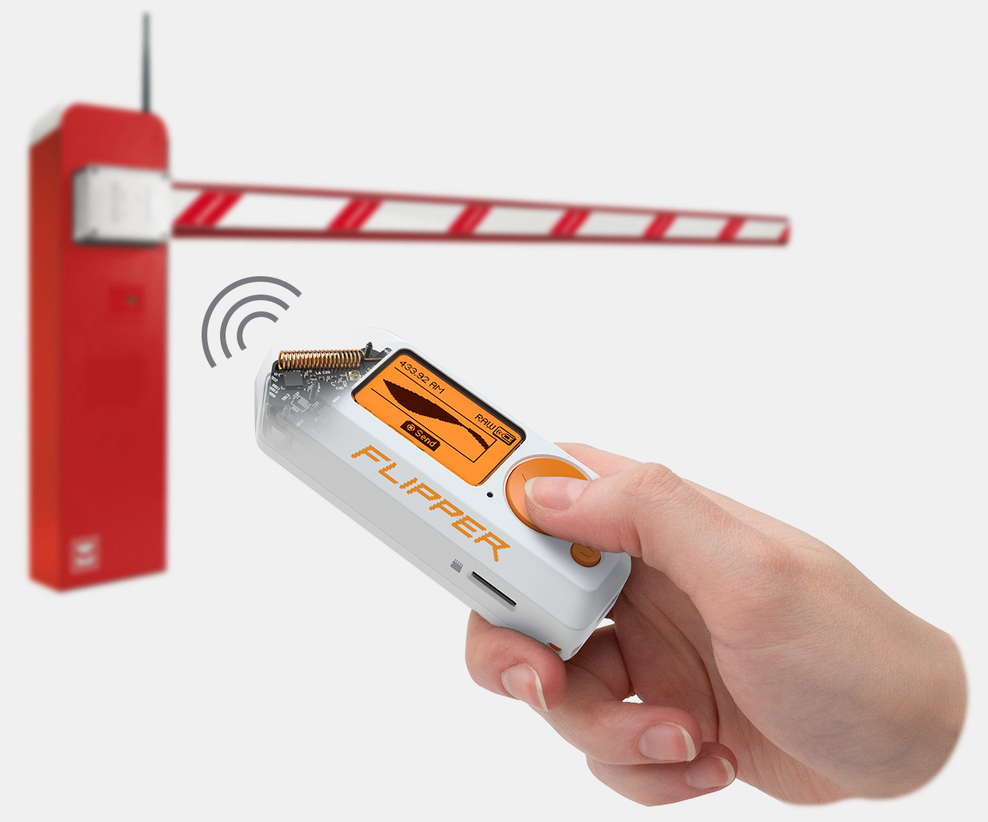 433.92 AM
RAW
Send
FLIPPER